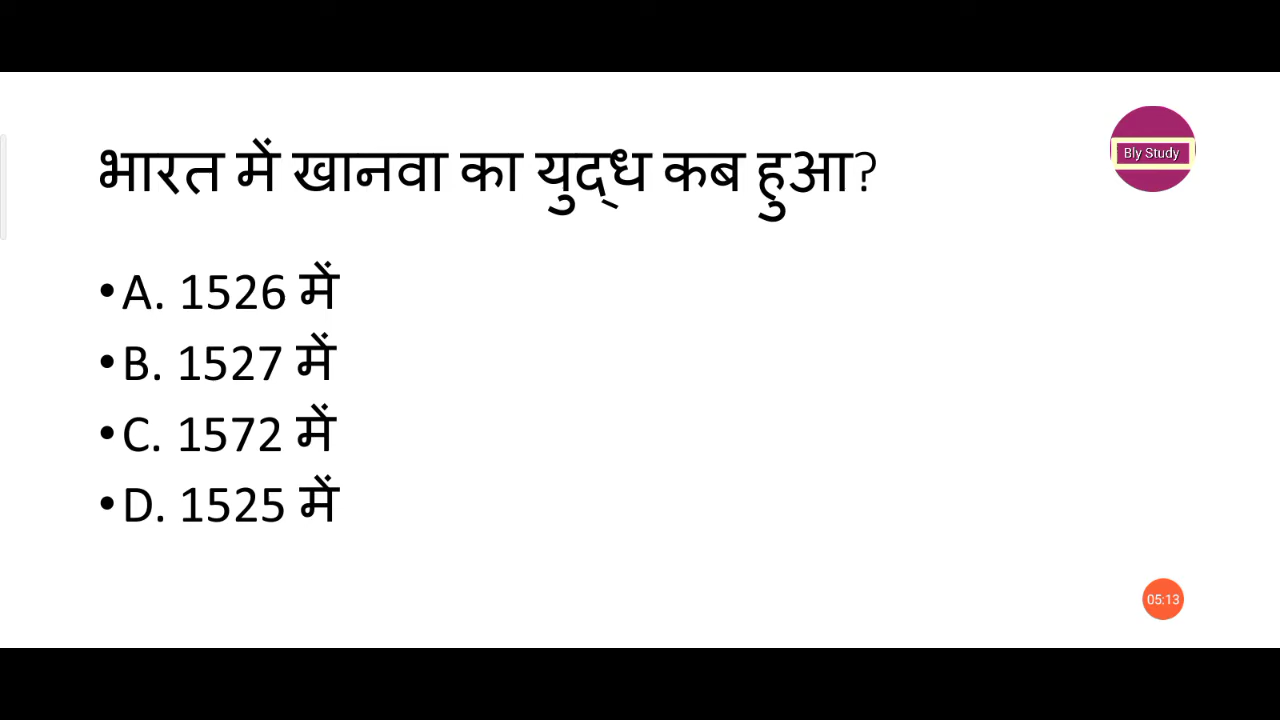 भारत में खानवा का युद्ध कब हुआ?
Bly Study
•A. 1526 में
•B. 1527 में
•C. 1572 में
•D. 1525 में
05:13